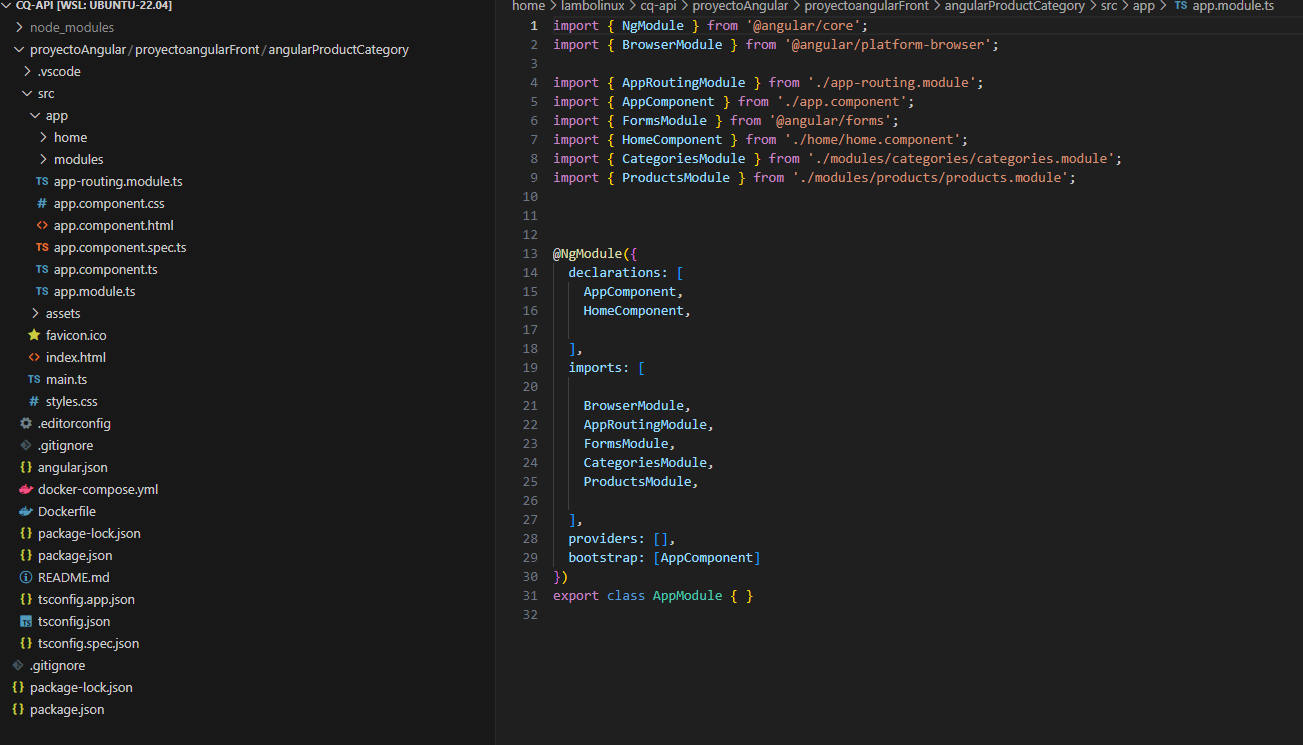 CQ-API [WSL: UBUNTU-22.04]
node_modules
proyectoAngular/proyectoangularFront/angularProductCategory
.vscode
src
app
home
modules
TS app-routing.module.ts
# app.component.css
<> app.component.html
TS app.component.spec.ts
TS app.component.ts
TS app.module.ts
assets
favicon.ico
<> index.html
TS main.ts
# styles.css
.editorconfig
.gitignore
{} angular.json
docker-compose.yml
Dockerfile
{} package-lock.json
{} package.json
README.md
{} tsconfig.app.json
TS tsconfig.json
{} tsconfig.spec.json
.gitignore
{} package-lock.json
{} package.json
home > lambolinux > cq-api > proyectoAngular > proyectoangularFront > angularProductCategory > src > app > TS app.module.ts
1 import { NgModule } from '@angular/core';
2 import { BrowserModule } from '@angular/platform-browser';
3
4 import { AppRoutingModule } from './app-routing.module';
5 import { AppComponent } from './app.component';
6 import { FormsModule } from '@angular/forms';
7 import { HomeComponent } from './home/home.component';
8 import { CategoriesModule } from './modules/categories/categories.module';
9 import { ProductsModule } from './modules/products/products.module';
10
11
12
13 @NgModule({
14 declarations: [
15 AppComponent,
16 HomeComponent,
17
18 ],
19 imports: [
20
21 BrowserModule,
22 AppRoutingModule,
23 FormsModule,
24 CategoriesModule,
25 ProductsModule,
26
27 ],
28 providers: [],
29 bootstrap: [AppComponent]
30 })
31 export class AppModule { }
32